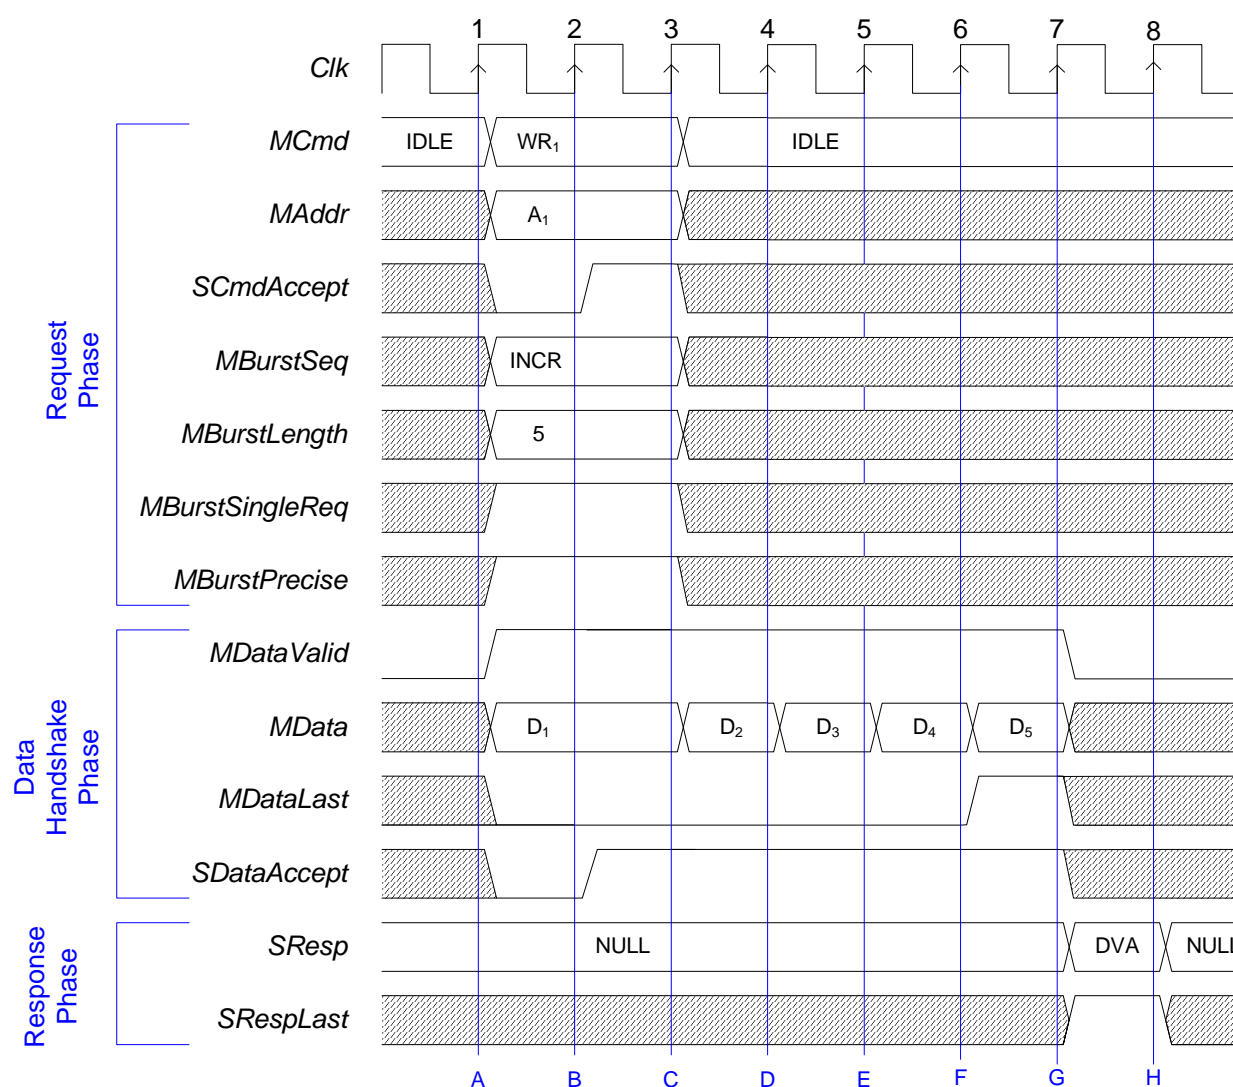 1 2 3 4 5 6 7 8
Clk
MCmd IDLE WR1 IDLE
MAddr A1
SCmdAccept
MBurstSeq INCR
MBurstLength 5
MBurstSingleReq
MBurstPrecise
Request
Phase
MDataValid
MData D1 D2 D3 D4 D5
MDataLast
SDataAccept
Data
Handshake
Phase
SResp NULL DVA NULL
SRespLast
Response
Phase
A B C D E F G H